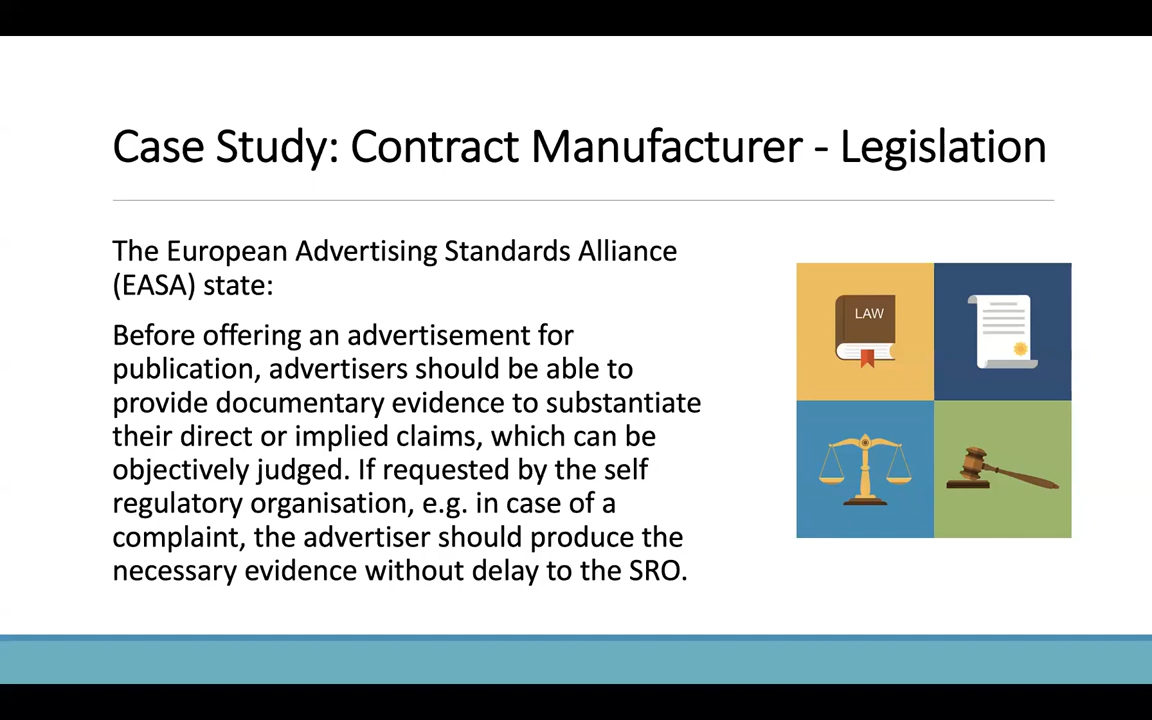 Case Study: Contract Manufacturer - Legislation
The European Advertising Standards Alliance
(EASA) state:
Before offering an advertisement for
publication, advertisers should be able to
provide documentary evidence to substantiate
their direct or implied claims, which can be
objectively judged. If requested by the self
regulatory organisation, e.g. in case of a
complaint, the advertiser should produce the
necessary evidence without delay to the SRO.
LAW